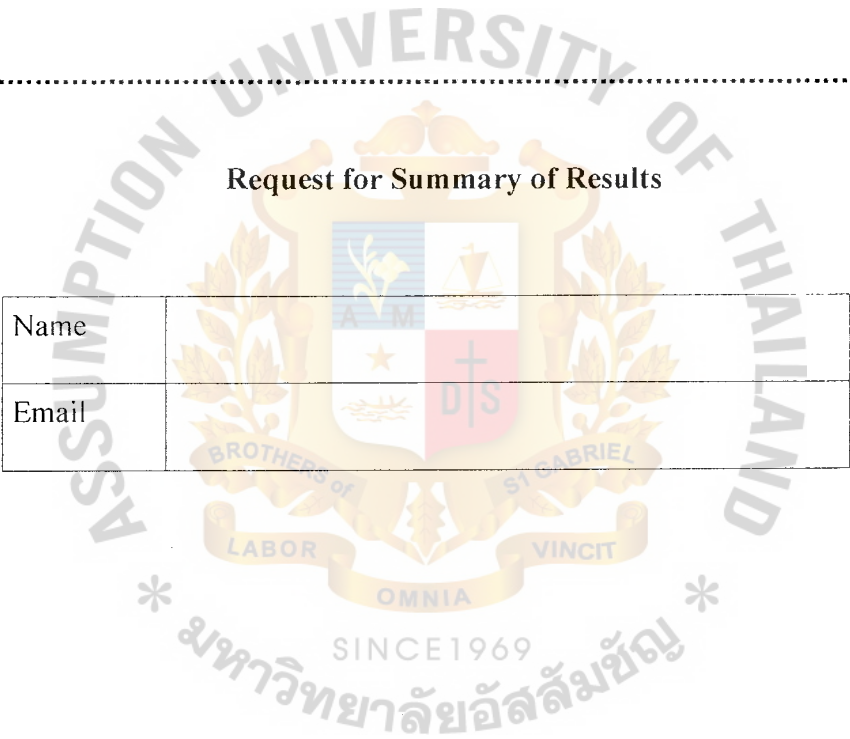 ASSUMPTION UNIVERSITY OF THAILAND
Request for Summary of Results
Name
A M
Email
D S
BROTHERS of ST GABRIEL
LABOR
VINCIT
OMNIA
* *
SINCE1969
มหาวิทยาลัยอัสสัมชัญ